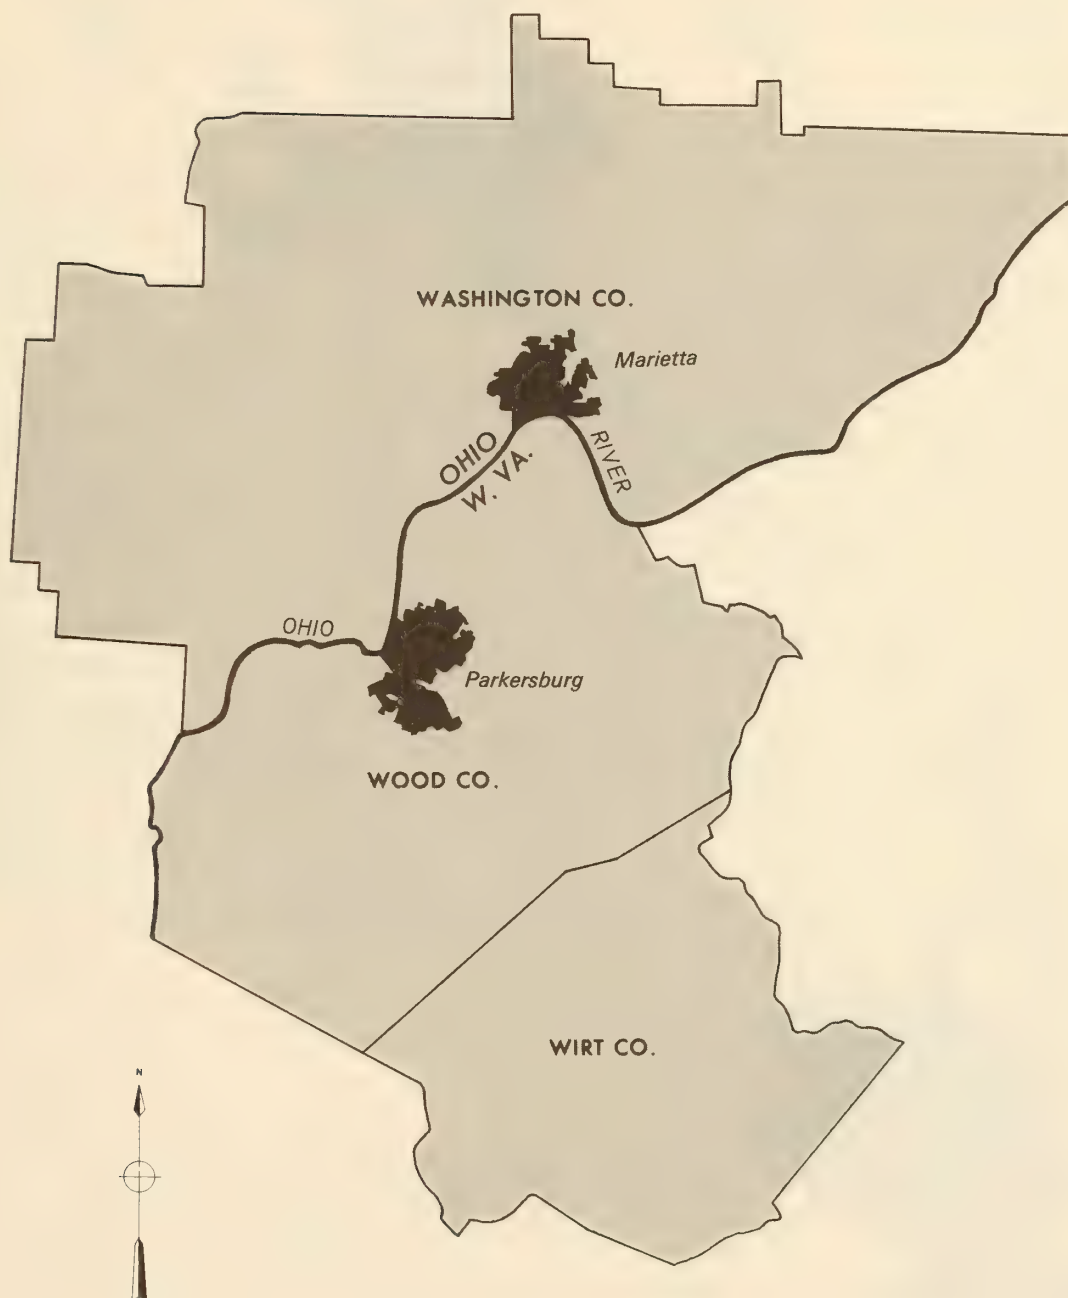 WASHINGTON CO.
Marietta
OHIO
W. VA.
RIVER
OHIO
Parkersburg
WOOD CO.
WIRT CO.
N